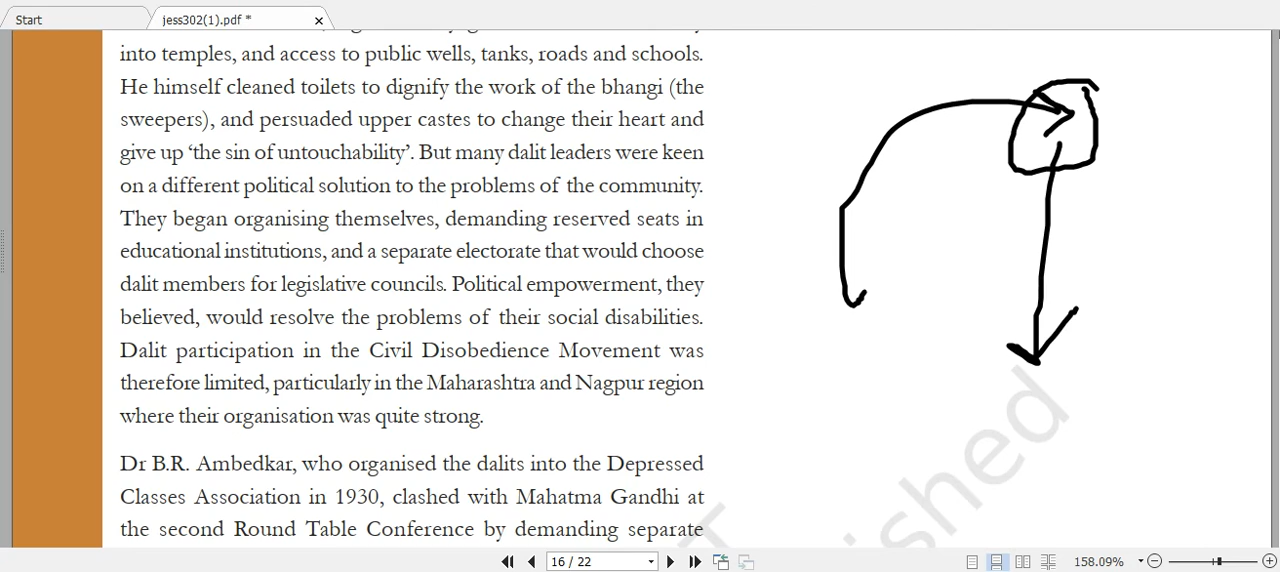 Start
jess302(1).pdf *
into temples, and access to public wells, tanks, roads and schools.
He himself cleaned toilets to dignify the work of the bhangi (the
sweepers), and persuaded upper castes to change their heart and
give up ‘the sin of untouchability’. But many dalit leaders were keen
on a different political solution to the problems of the community.
They began organising themselves, demanding reserved seats in
educational institutions, and a separate electorate that would choose
dalit members for legislative councils. Political empowerment, they
believed, would resolve the problems of their social disabilities.
Dalit participation in the Civil Disobedience Movement was
therefore limited, particularly in the Maharashtra and Nagpur region
where their organisation was quite strong.
Dr B.R. Ambedkar, who organised the dalits into the Depressed
Classes Association in 1930, clashed with Mahatma Gandhi at
the second Round Table Conference by demanding separate
16 / 22
158.09%